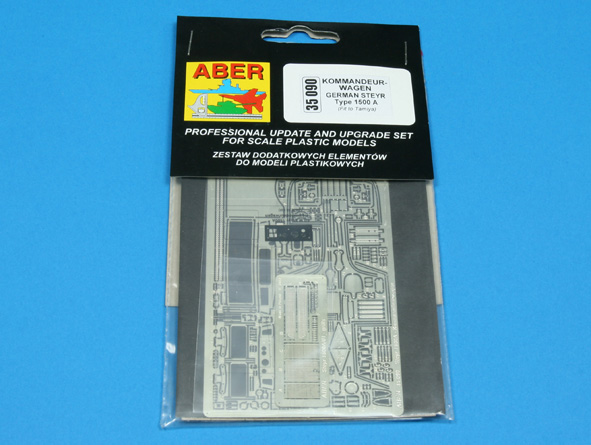 ABER
35 090
KOMMANDEUR-
WAGEN
GERMAN STEYR
Type 1500 A
(Fit to Tamiya)
PROFESSIONAL UPDATE AND UPGRADE SET
FOR SCALE PLASTIC MODELS
ZESTAW DODATKOWYCH ELEMENTÓW
DO MODELI PLASTIKOWYCH